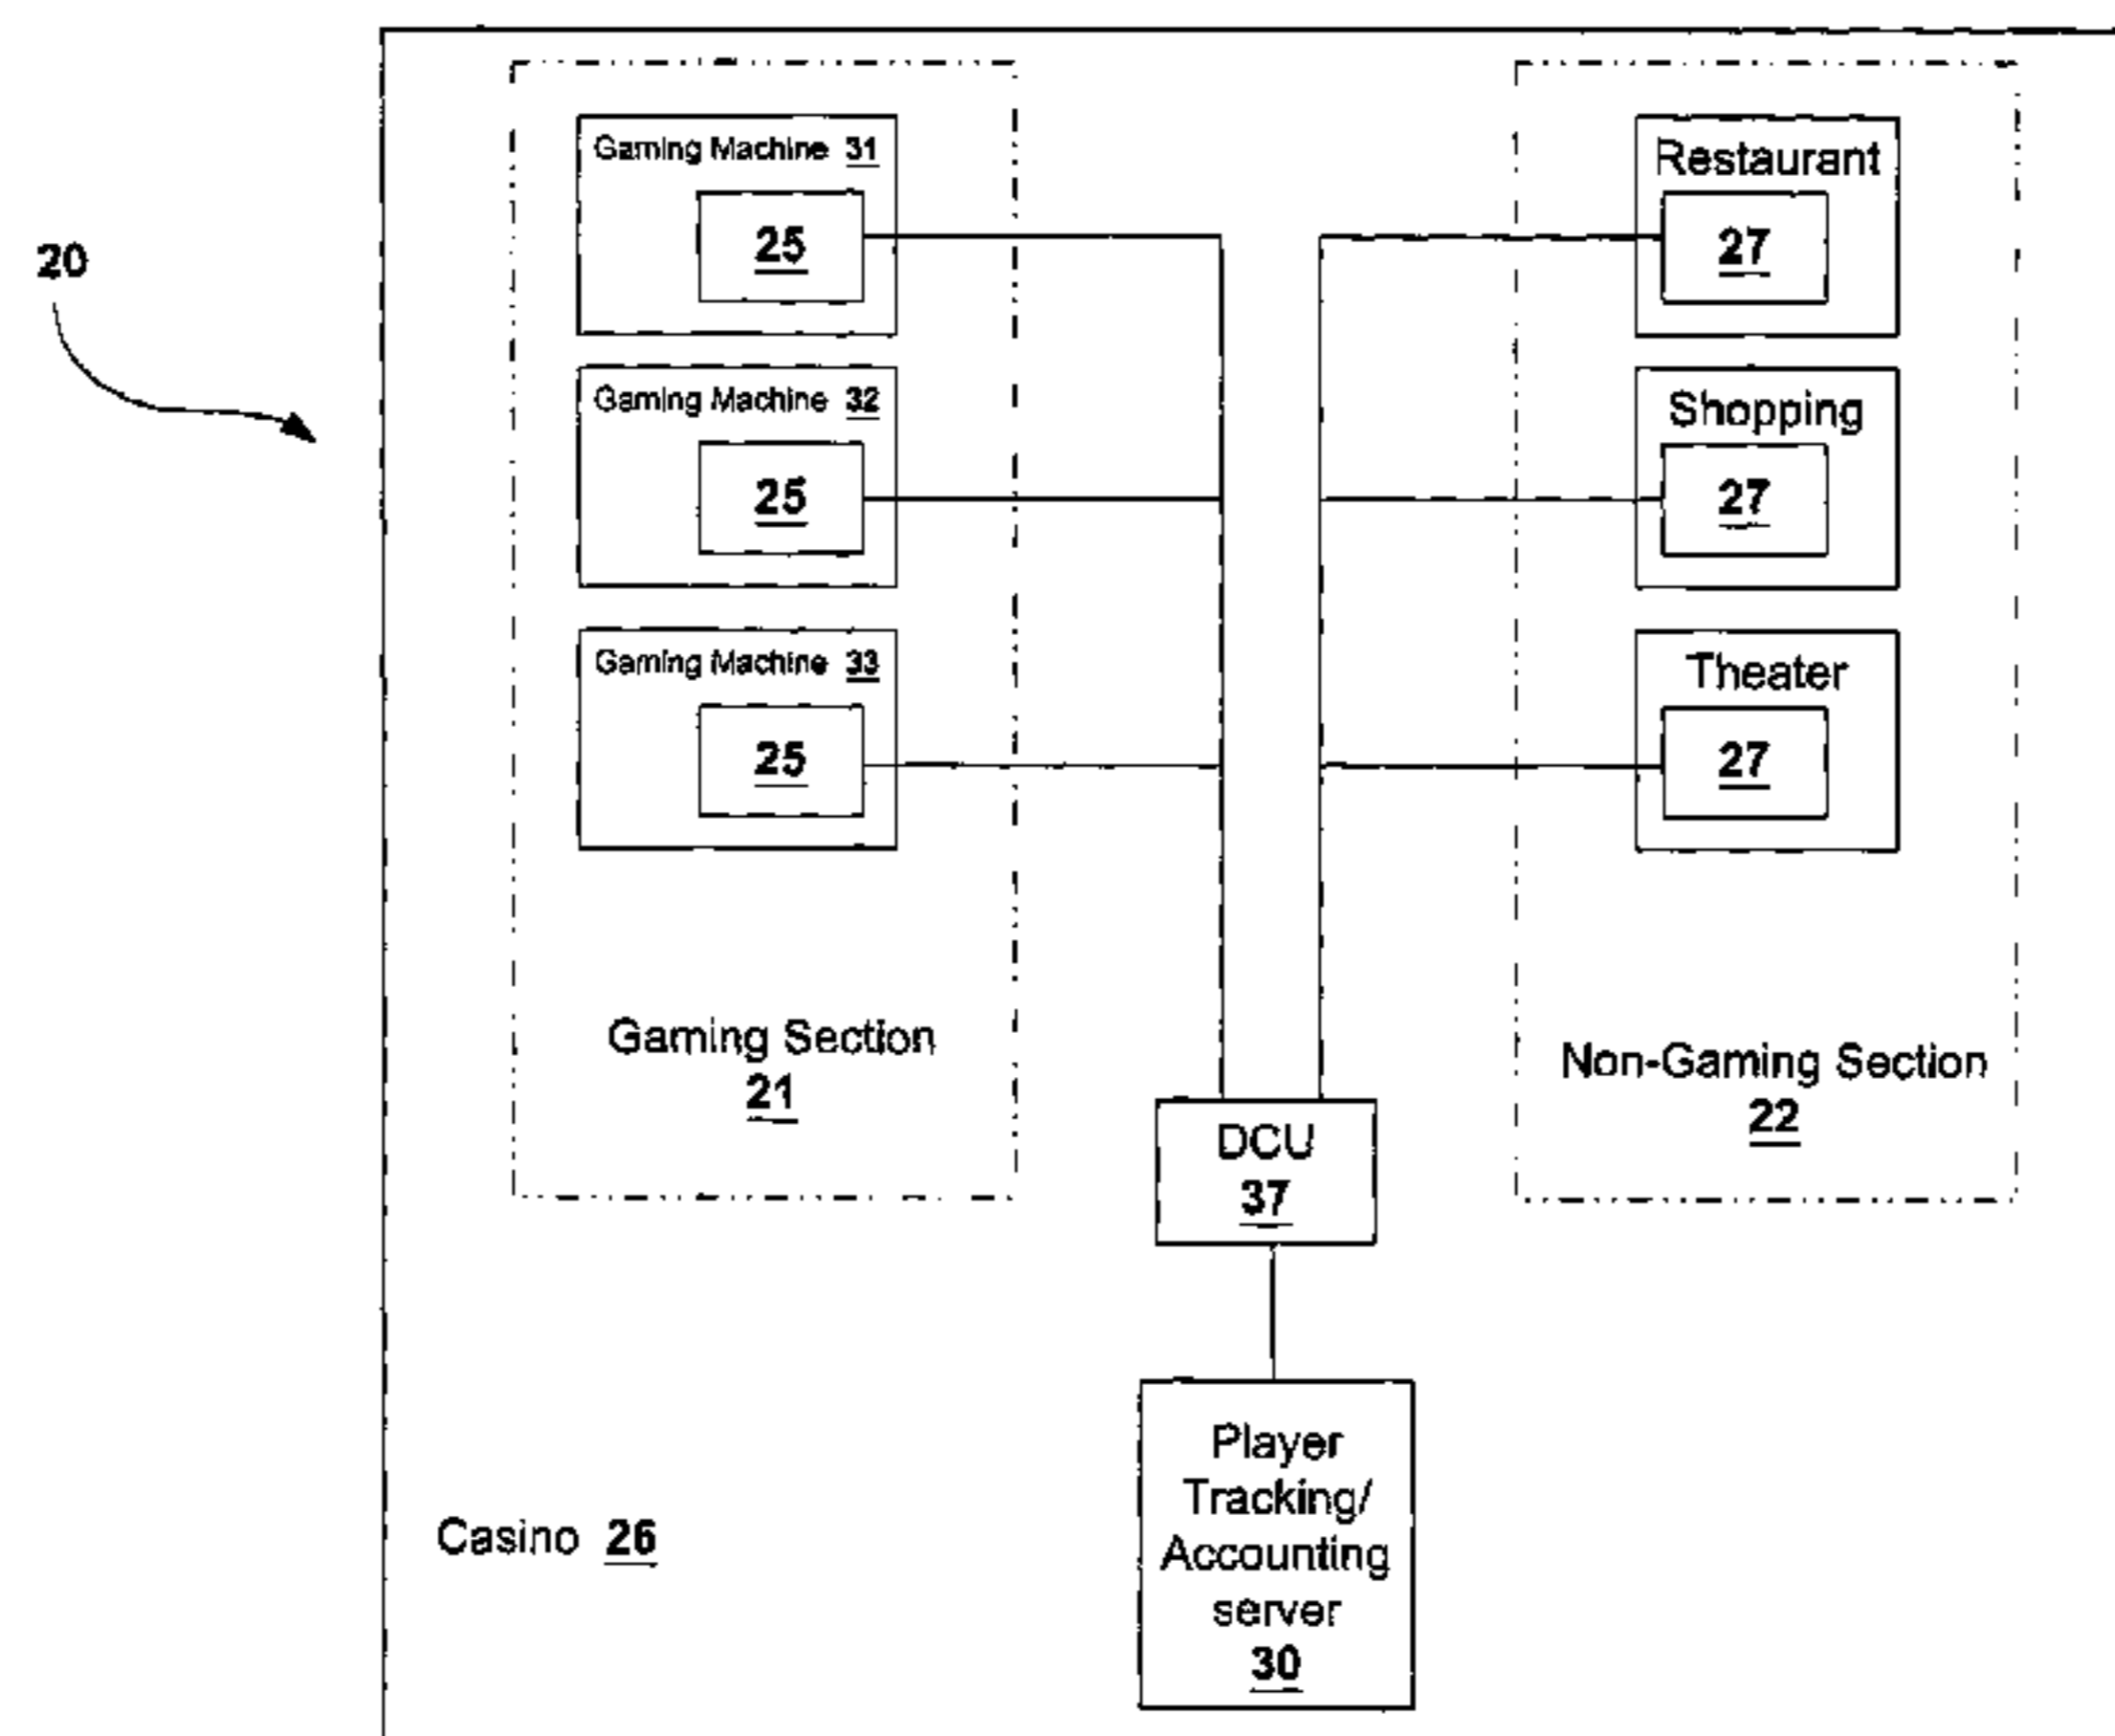 20
Gaming Machine 31
25
Gaming Machine 32
25
Gaming Machine 33
25
Gaming Section
21
Restaurant
27
Shopping
27
Theater
27
Non-Gaming Section
22
DCU
37
Player
Tracking/
Accounting
server
30
Casino 26